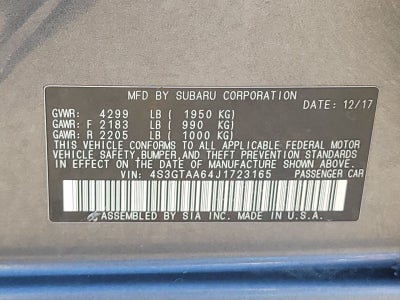 MFD BY SUBARU CORPORATION
DATE: 12/17
GVWR: 4299 LB ( 1950 KG)
GAWR: F 2183 LB ( 990 KG)
GAWR: R 2205 LB ( 1000 KG)
THIS VEHICLE CONFORMS TO ALL APPLICABLE FEDERAL MOTOR
VEHICLE SAFETY, BUMPER, AND THEFT PREVENTION STANDARDS
IN EFFECT ON THE DATE OF MANUFACTURE SHOWN ABOVE.
VIN: 4S3GTAA64J1723165 PASSENGER CAR
ASSEMBLED BY SIA INC. MADE IN U.S.A.